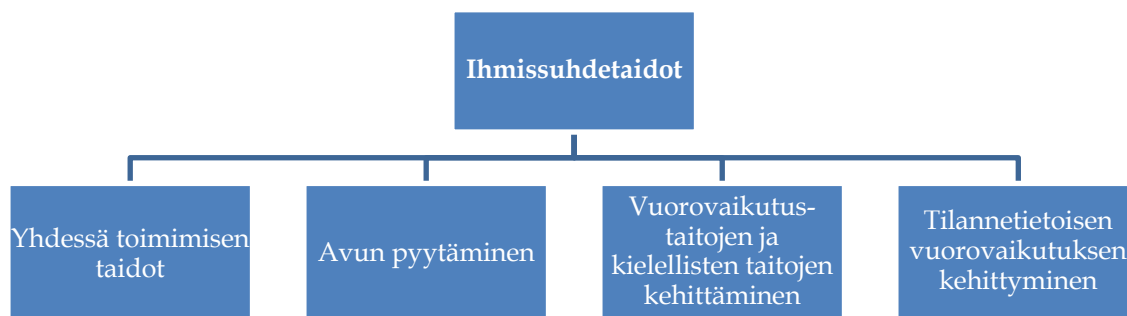 Ihmissuhdetaidot
Yhdessä toimimisen
taidot
Avun pyytäminen
Vuorovaikutus-
taitojen ja
kielellisten taitojen
kehittäminen
Tilannetietoisen
vuorovaikutuksen
kehittyminen